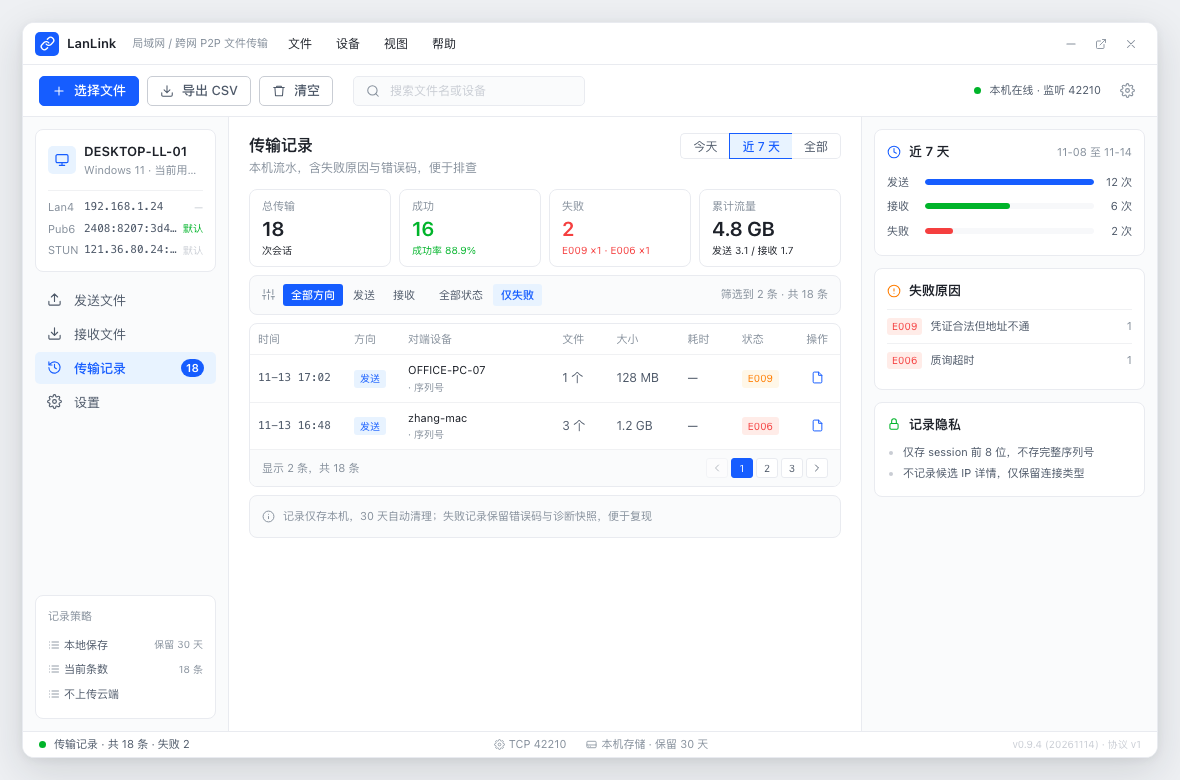 LanLink 局域网 / 跨网 P2P 文件传输 文件 设备 视图 帮助
选择文件 导出 CSV 清空 搜索文件名或设备 本机在线 · 监听 42210
DESKTOP-LL-01
Windows 11 · 当前用...
Lan4 192.168.1.24 —
Pub6 2408:8207:3d4… 默认
STUN 121.36.80.24:… 默认
发送文件
接收文件
传输记录 18
设置
记录策略
本地保存 保留 30 天
当前条数 18 条
不上传云端
传输记录
本机流水，含失败原因与错误码，便于排查
今天 近 7 天 全部
总传输
18
次会话
成功
16
成功率 88.9%
失败
2
E009 ×1 · E006 ×1
累计流量
4.8 GB
发送 3.1 / 接收 1.7
全部方向 发送 接收 全部状态 仅失败 筛选到 2 条 · 共 18 条
时间 方向 对端设备 文件 大小 耗时 状态 操作
11-13 17:02 发送 OFFICE-PC-07 1 个 128 MB — E009
· 序列号
11-13 16:48 发送 zhang-mac 3 个 1.2 GB — E006
· 序列号
显示 2 条，共 18 条 1 2 3
记录仅存本机，30 天自动清理；失败记录保留错误码与诊断快照，便于复现
近 7 天 11-08 至 11-14
发送 12 次
接收 6 次
失败 2 次
失败原因
E009 凭证合法但地址不通 1
E006 质询超时 1
记录隐私
仅存 session 前 8 位，不存完整序列号
不记录候选 IP 详情，仅保留连接类型
传输记录 · 共 18 条 · 失败 2 TCP 42210 本机存储 · 保留 30 天 v0.9.4 (20261114) · 协议 v1